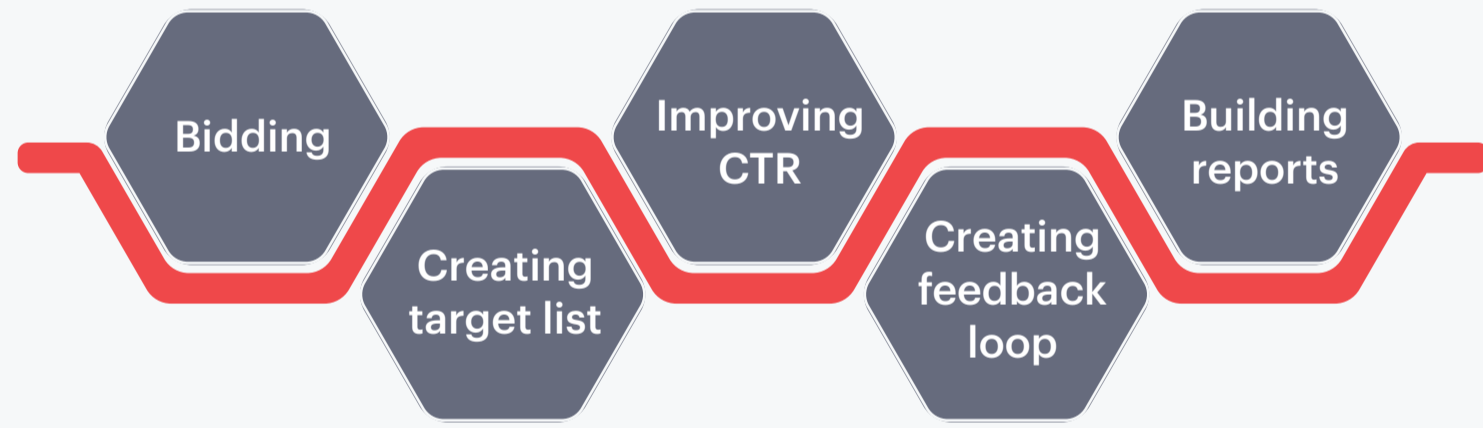 Bidding
Creating
target list
Improving
CTR
Creating
feedback
loop
Building
reports